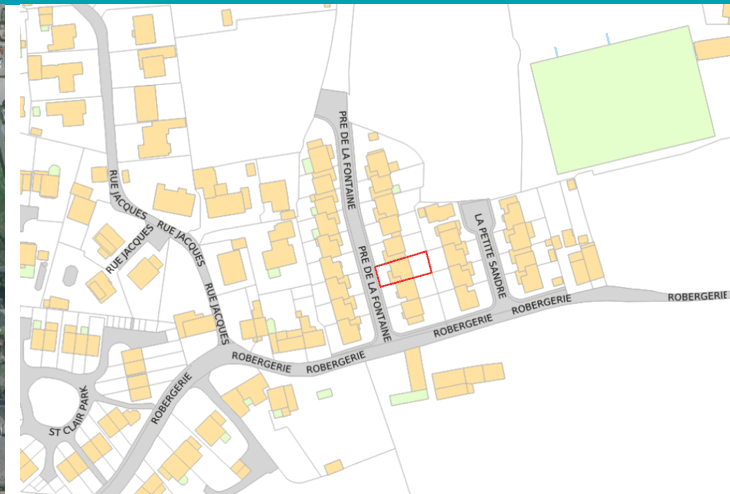 PRE DE LA FONTAINE
RUE JACQUES
RUE JACQUES
RUE JACQUES
LA PETITE SANDRE
PRE DE LA FONTAINE
RUE JACQUES
ROBERGERIE
ROBERGERIE
ROBERGERIE
ROBERGERIE
ROBERGERIE
ROBERGERIE
ST CLAIR PARK